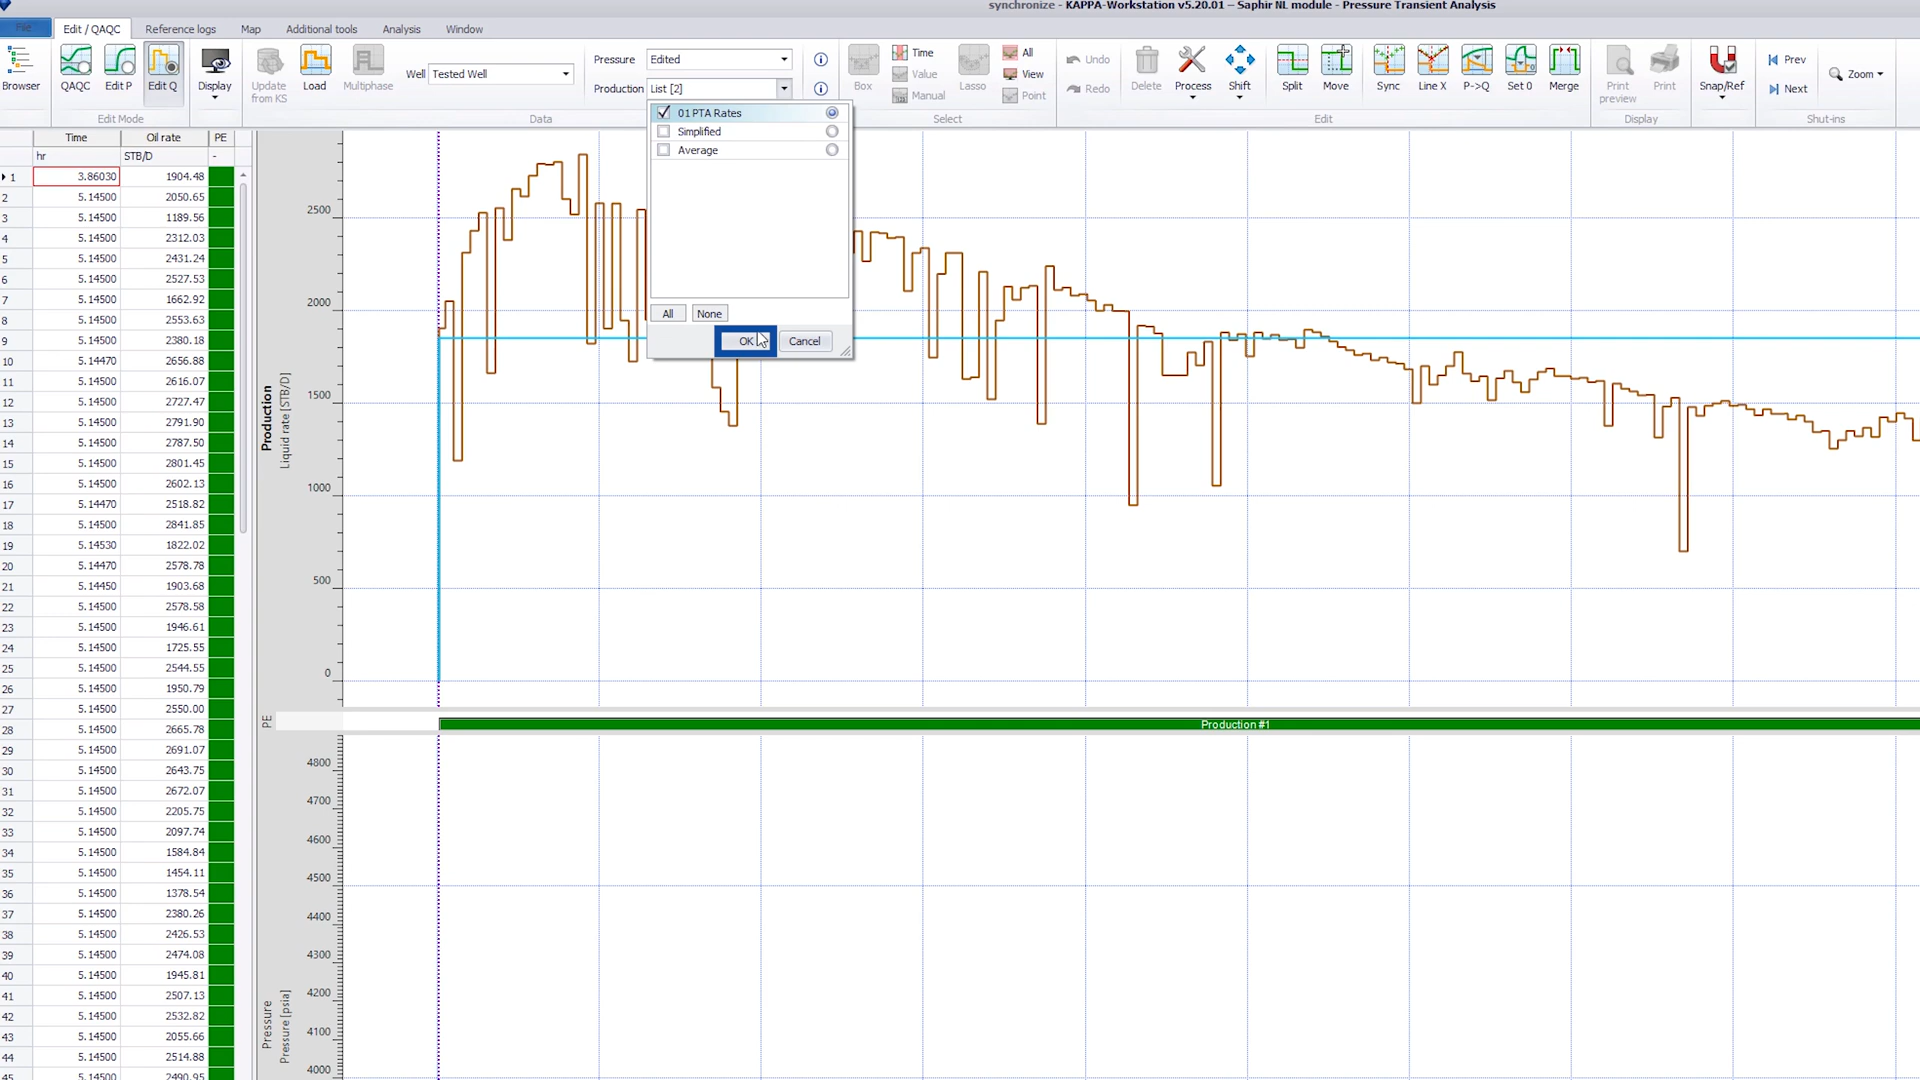 synchronize - KAPPA-Workstation v5.20.01 – Saphir NL module - Pressure Transient Analysis
File
Edit / QAQC
Reference logs
Map
Additional tools
Analysis
Window
Browser
QAQC
Edit P
Edit Q
Edit Mode
Display
Update from KS
Load
Multiphase
Well
Tested Well
Pressure
Edited
Production
List [2]
Data
01 PTA Rates
Simplified
Average
All
None
OK
Cancel
Box
Time
Value
Manual
Lasso
All
View
Point
Select
Undo
Redo
Delete
Process
Shift
Split
Move
Sync
Line X
P->Q
Set 0
Merge
Edit
Print preview
Print
Display
Snap/Ref
Prev
Next
Shut-ins
Zoom
Time Oil rate PE
hr STB/D -
1 3.86030 1904.48
2 5.14500 2050.65
3 5.14500 1189.56
4 5.14500 2312.03
5 5.14500 2431.24
6 5.14500 2527.53
7 5.14500 1662.92
8 5.14500 2553.63
9 5.14500 2380.18
10 5.14470 2656.88
11 5.14500 2616.07
12 5.14500 2727.47
13 5.14500 2791.90
14 5.14500 2787.50
15 5.14500 2801.45
16 5.14500 2602.13
17 5.14470 2518.82
18 5.14500 2841.85
19 5.14530 1822.02
20 5.14470 2578.78
21 5.14450 1903.68
22 5.14500 2578.58
23 5.14500 1946.61
24 5.14500 1725.55
25 5.14500 2544.55
26 5.14500 1950.79
27 5.14500 2550.00
28 5.14500 2665.78
29 5.14500 2691.07
30 5.14500 2643.75
31 5.14500 2672.07
32 5.14500 2205.75
33 5.14500 2097.74
34 5.14500 1584.84
35 5.14500 1454.11
36 5.14500 1378.54
37 5.14500 2380.26
38 5.14500 2426.53
39 5.14500 2474.08
40 5.14500 1945.81
41 5.14500 2507.13
42 5.14500 2532.82
43 5.14500 2055.66
44 5.14500 2514.88
45 5.14500 2490.95
Production
Liquid rate [STB/D]
2500
2000
1500
1000
500
0
PE
Production #1
Pressure
Pressure [psia]
4800
4700
4600
4500
4400
4300
4200
4100
4000